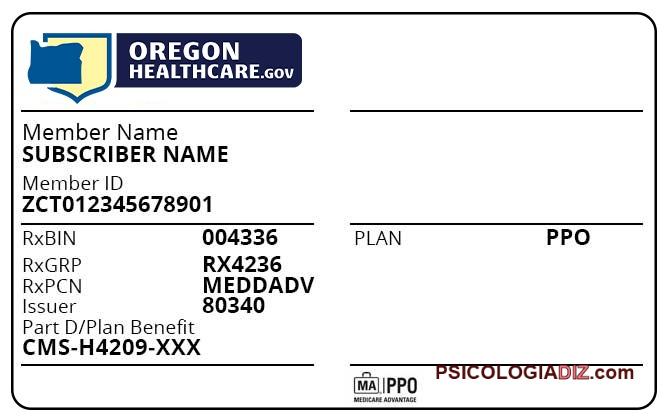 OREGON
HEALTHCARE.GOV
Member Name
SUBSCRIBER NAME
Member ID
ZCT012345678901
RxBIN 004336
PLAN PPO
RxGRP RX4236
RxPCN MEDDADV
Issuer 80340
Part D/Plan Benefit
CMS-H4209-XXX
MA PPO
MEDICARE ADVANTAGE
PSICOLOGIADIZ.com